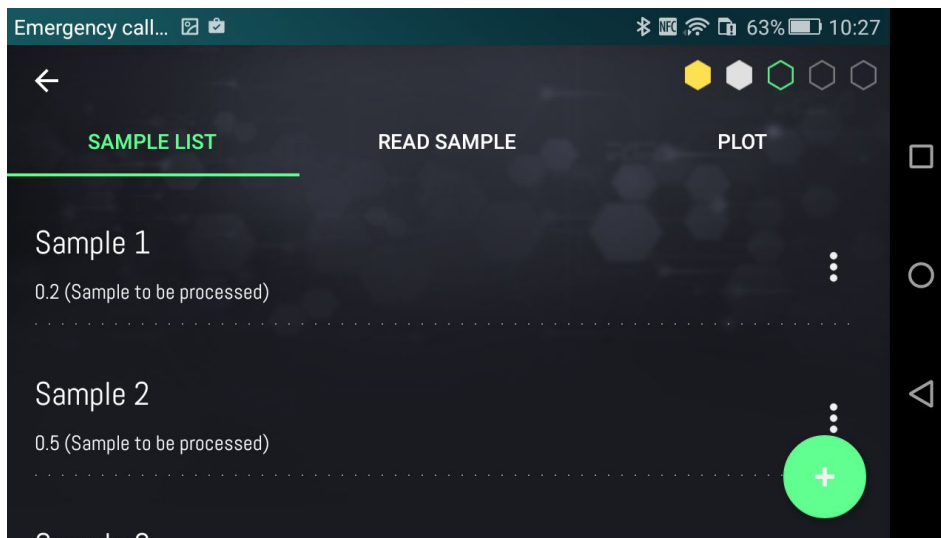 Emergency call... NFC 63% 10:27
SAMPLE LIST READ SAMPLE PLOT
Sample 1
0.2 (Sample to be processed)
Sample 2
0.5 (Sample to be processed)
+